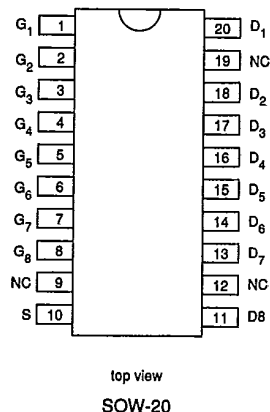 G1 1 20 D1
G2 2 19 NC
G3 3 18 D2
G4 4 17 D3
G5 5 16 D4
G6 6 15 D5
G7 7 14 D6
G8 8 13 D7
NC 9 12 NC
S 10 11 D8
top view
SOW-20